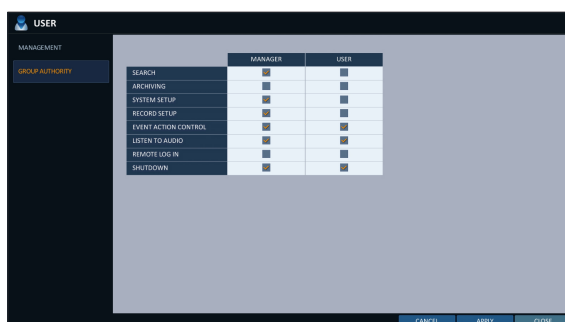 USER
MANAGEMENT
GROUP AUTHORITY
MANAGER USER
SEARCH
ARCHIVING
SYSTEM SETUP
RECORD SETUP
EVENT ACTION CONTROL
LISTEN TO AUDIO
REMOTE LOG IN
SHUTDOWN
CANCEL APPLY CLOSE